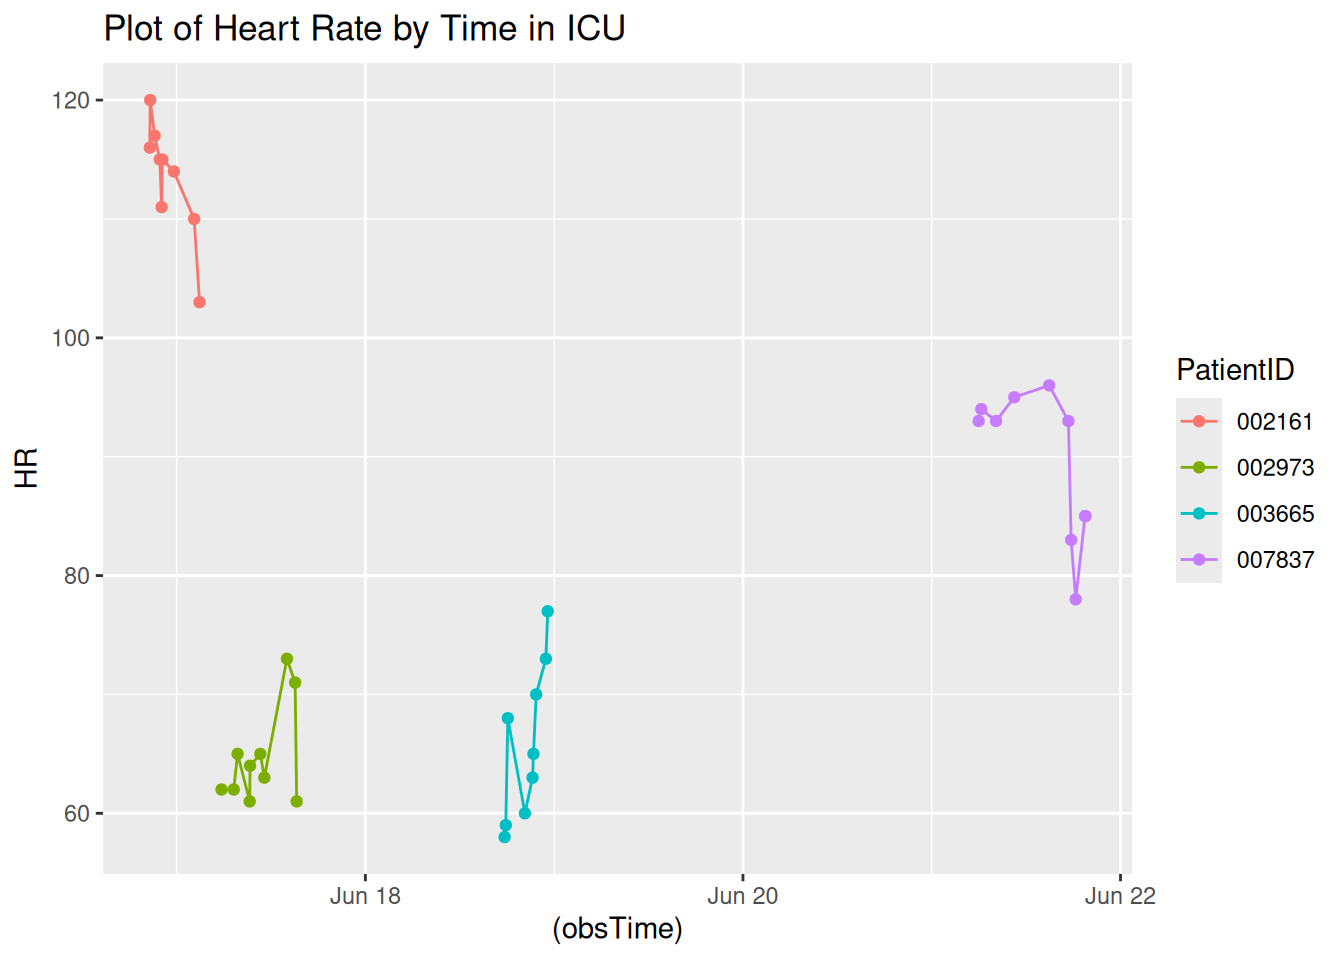 Plot of Heart Rate by Time in ICU
120
100
80
60
HR
Jun 18
Jun 20
Jun 22
(obsTime)
PatientID
002161
002973
003665
007837